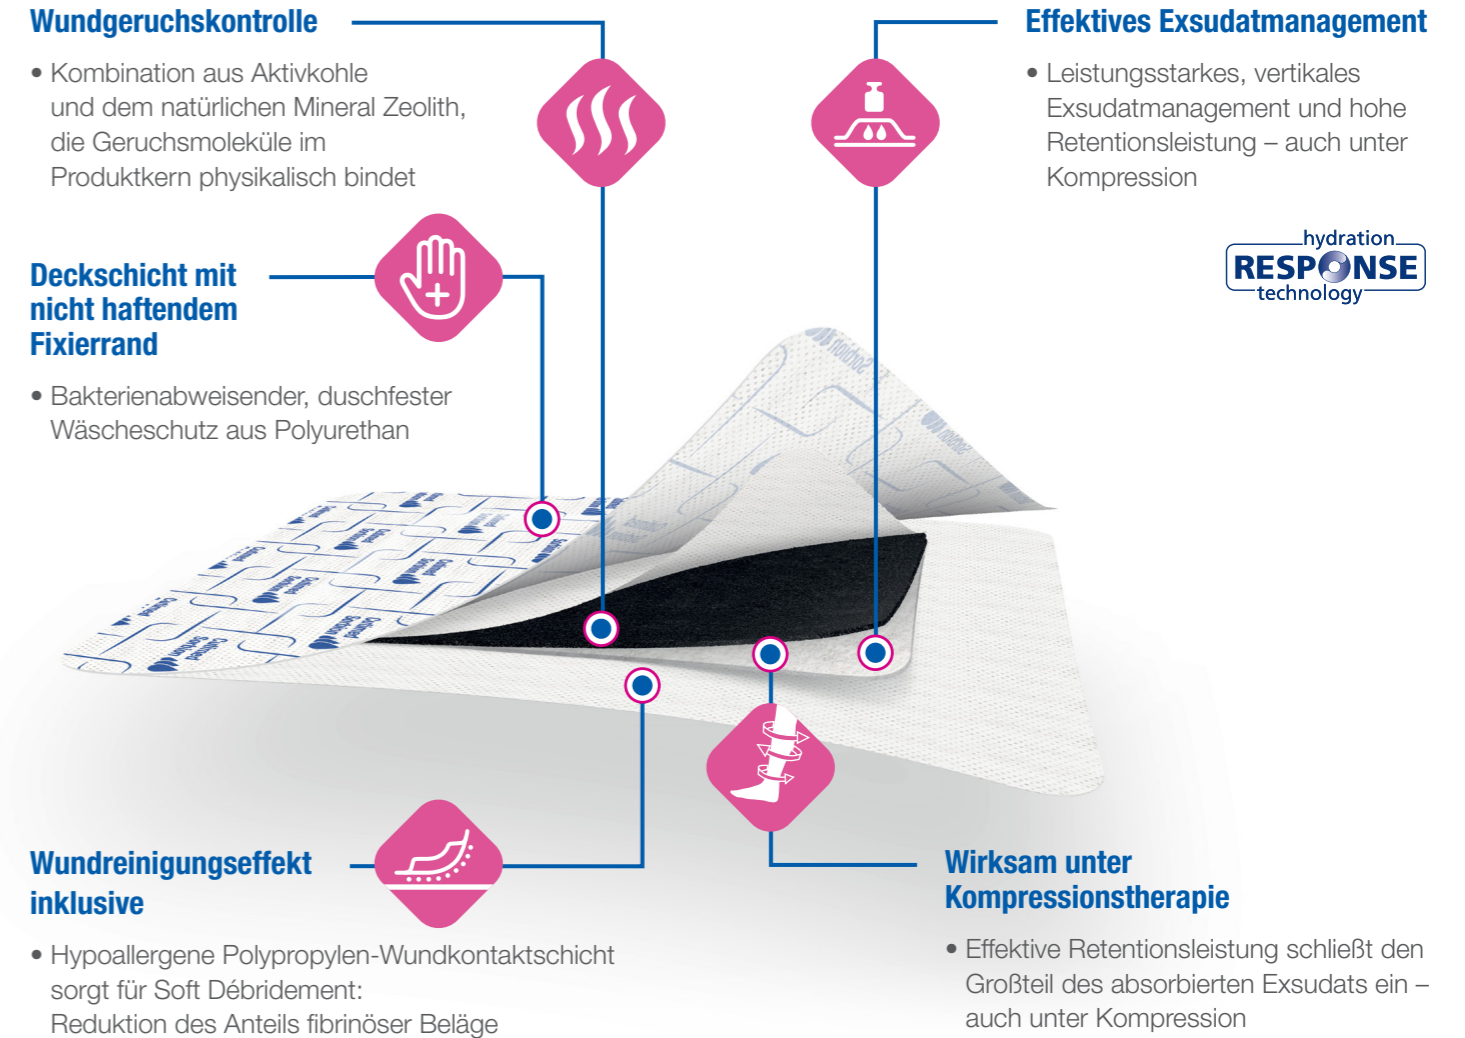 Wundgeruchskontrolle
• Kombination aus Aktivkohle
und dem natürlichen Mineral Zeolith,
die Geruchsmoleküle im
Produktkern physikalisch bindet
Effektives Exsudatmanagement
• Leistungsstarkes, vertikales
Exsudatmanagement und hohe
Retentionsleistung – auch unter
Kompression
hydration
RESPONSE
technology
Deckschicht mit
nicht haftendem
Fixierrand
• Bakterienabweisender, duschfester
Wäscheschutz aus Polyurethan
Cutimed
Sorbion
Wundreinigungseffekt
inklusive
• Hypoallergene Polypropylen-Wundkontaktschicht
sorgt für Soft Débridement:
Reduktion des Anteils fibrinöser Beläge
Wirksam unter
Kompressionstherapie
• Effektive Retentionsleistung schließt den
Großteil des absorbierten Exsudats ein –
auch unter Kompression